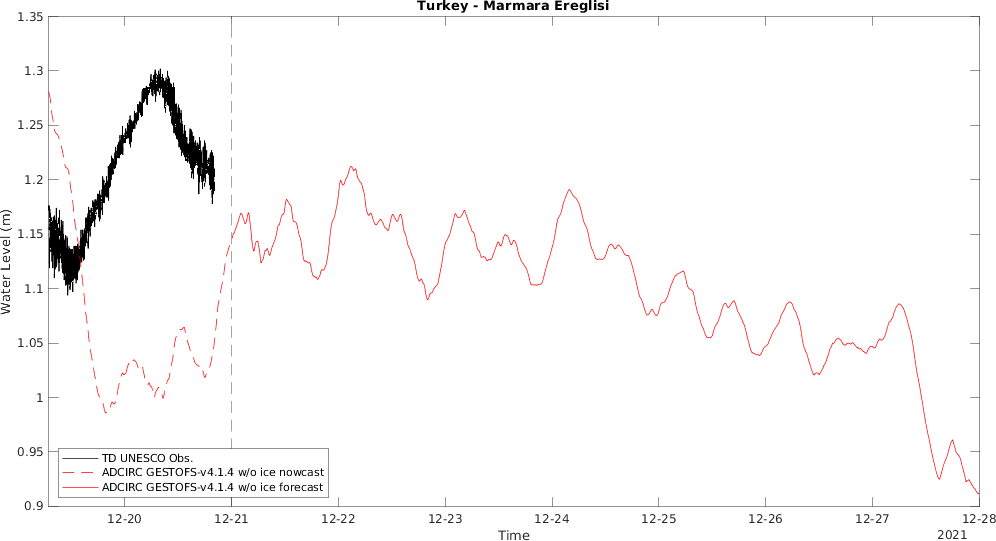 Turkey - Marmara Ereglisi
1.35
1.3
1.25
1.2
1.15
1.1
1.05
1
0.95
0.9
Water Level (m)
TD UNESCO Obs.
ADCIRC GESTOFS-v4.1.4 w/o ice nowcast
ADCIRC GESTOFS-v4.1.4 w/o ice forecast
12-20 12-21 12-22 12-23 12-24 12-25 12-26 12-27 12-28
Time
2021